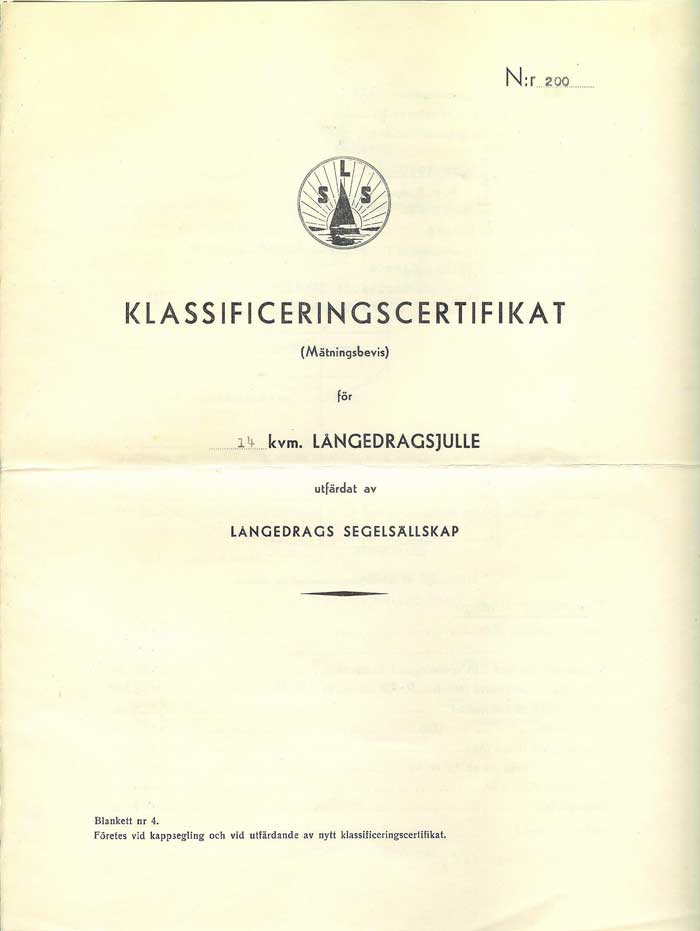 N:r 200
L
S S
KLASSIFICERINGSCERTIFIKAT
(Mätningsbevis)
för
14 kvm. LÅNGEDRAGSJULLE
utfärdat av
LÅNGEDRAGS SEGELSÄLLSKAP
Blankett nr 4.
Företes vid kappsegling och vid utfärdande av nytt klassificeringscertifikat.